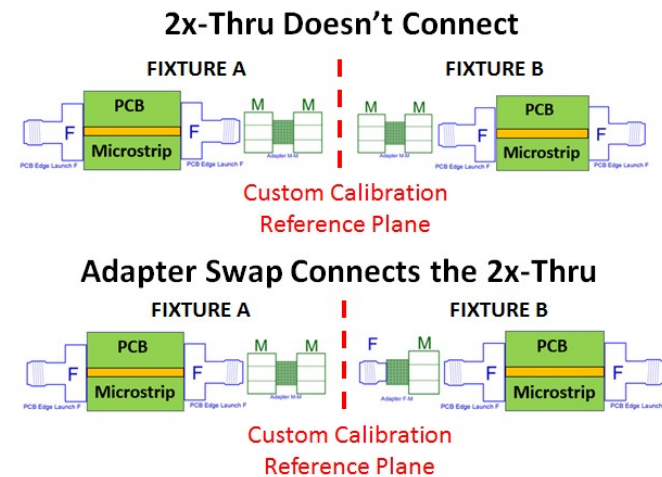 2x-Thru Doesn't Connect
FIXTURE A
FIXTURE B
PCB
F
F
Microstrip
PCB Edge Launch F
PCB Edge Launch F
M
M
Adapter M-M
M
M
Adapter M-M
PCB
F
F
Microstrip
PCB Edge Launch F
PCB Edge Launch F
Custom Calibration
Reference Plane
Adapter Swap Connects the 2x-Thru
FIXTURE A
FIXTURE B
PCB
F
F
Microstrip
PCB Edge Launch F
PCB Edge Launch F
M
M
Adapter M-M
F
M
Adapter F-M
PCB
F
F
Microstrip
PCB Edge Launch F
PCB Edge Launch F
Custom Calibration
Reference Plane